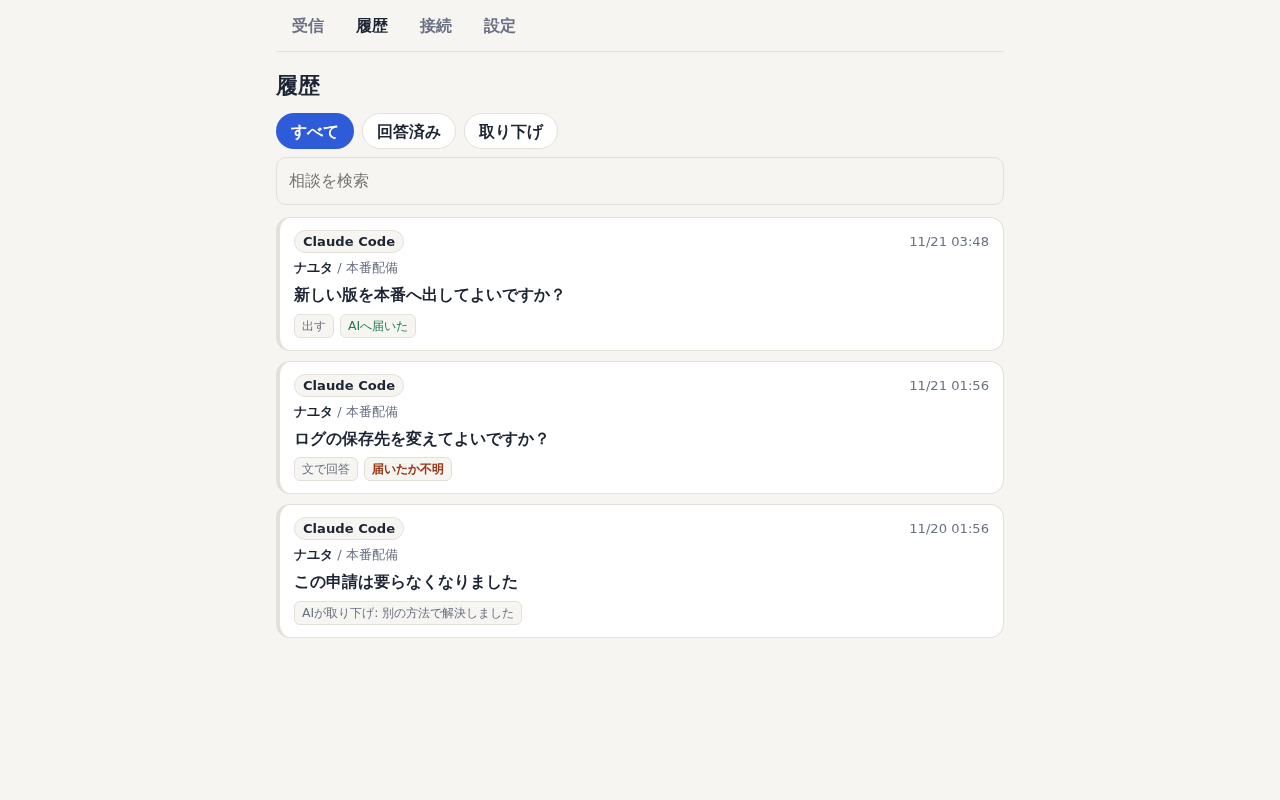 受信 履歴 接続 設定
履歴
すべて 回答済み 取り下げ
相談を検索
Claude Code 11/21 03:48
ナユタ / 本番配備
新しい版を本番へ出してよいですか？
出す AIへ届いた
Claude Code 11/21 01:56
ナユタ / 本番配備
ログの保存先を変えてよいですか？
文で回答 届いたか不明
Claude Code 11/20 01:56
ナユタ / 本番配備
この申請は要らなくなりました
AIが取り下げ: 別の方法で解決しました